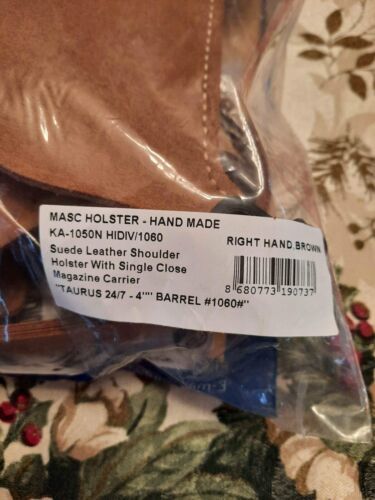 MASC HOLSTER - HAND MADE
KA-1050N HIDIV/1060
RIGHT HAND.BROWN
Suede Leather Shoulder
Holster With Single Close
Magazine Carrier
"TAURUS 24/7 - 4"" BARREL #1060#"
8 680773 190737